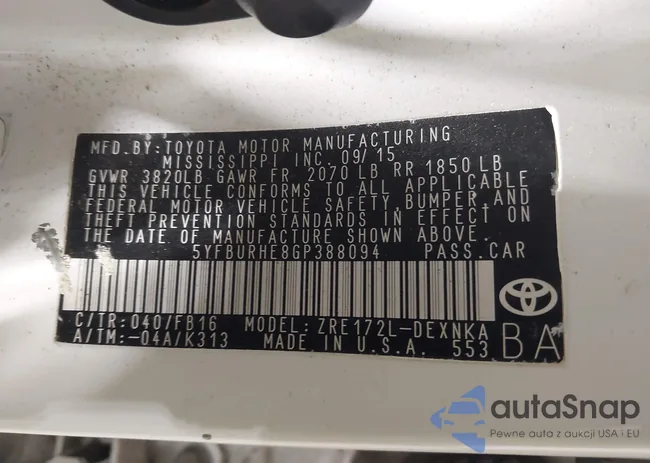 MFD. BY: TOYOTA MOTOR MANUFACTURING
MISSISSIPPI INC. 09/15
GVWR 3820LB GAWR FR 2070 LB RR 1850 LB
THIS VEHICLE CONFORMS TO ALL APPLICABLE
FEDERAL MOTOR VEHICLE SAFETY, BUMPER, AND
THEFT PREVENTION STANDARDS IN EFFECT ON
THE DATE OF MANUFACTURE SHOWN ABOVE.
5YFBURHE8GP388094 PASS. CAR
C/TR: 040/FB16 MODEL: ZRE172L-DEXNKA
A/TM: -04A/K313 MADE IN U.S.A. 553
BA
autaSnap
Pewne auta z aukcji USA i EU